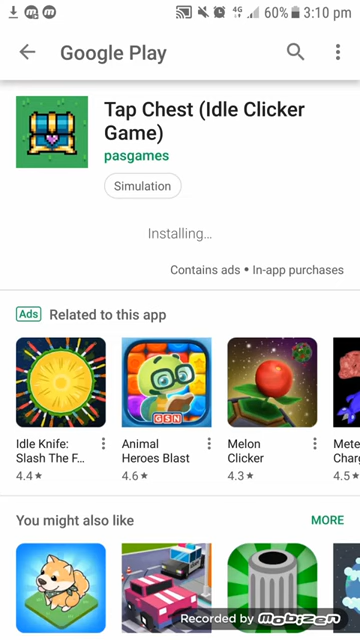 4G 60% 3:10 pm
Google Play
Tap Chest (Idle Clicker
Game)
pasgames
Simulation
Installing...
Contains ads • In-app purchases
Ads Related to this app
GSN
Idle Knife:
Slash The F...
4.4★
Animal
Heroes Blast
4.6★
Melon
Clicker
4.3★
Mete
Charg
4.5★
You might also like
MORE
Recorded by Mobizen